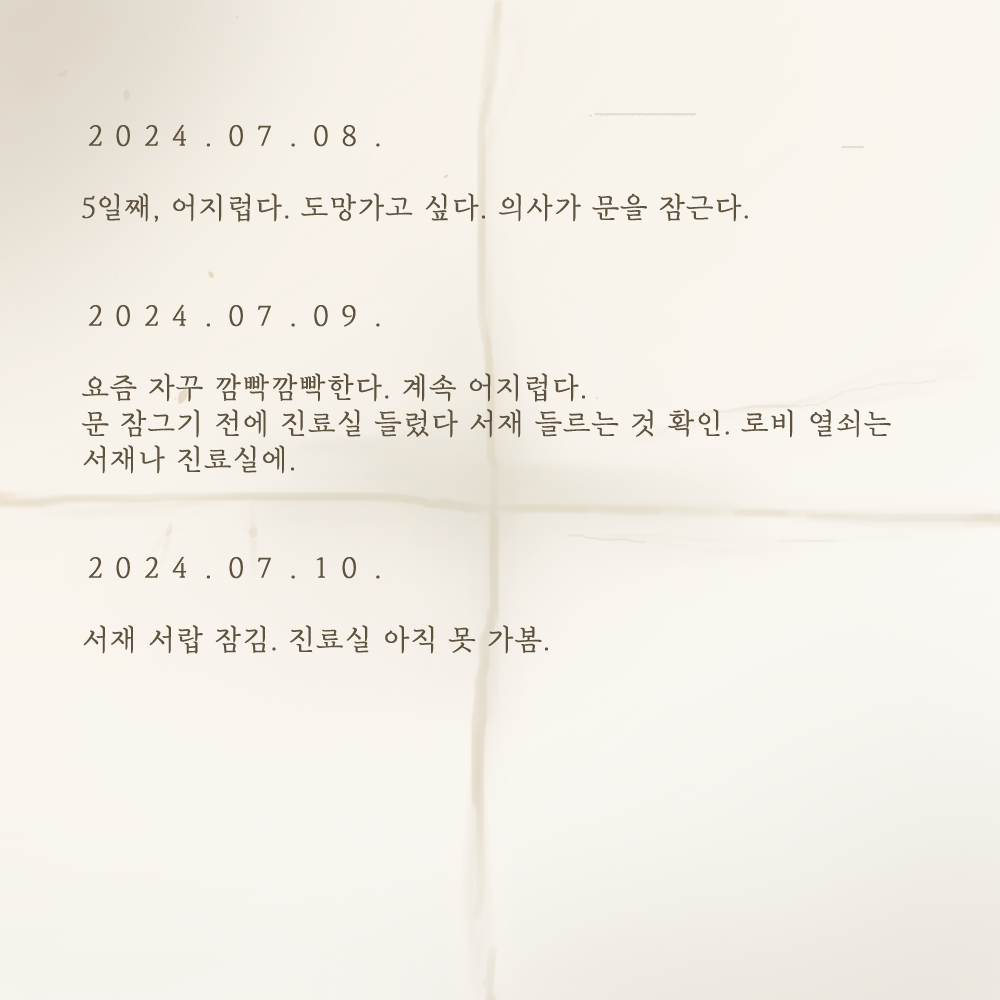 2024.07.08.
5일째, 어지럽다. 도망가고 싶다. 의사가 문을 잠근다.
2024.07.09.
요즘 자꾸 깜빡깜빡한다. 계속 어지럽다.
문 잠그기 전에 진료실 들렀다 서재 들르는 것 확인. 로비 열쇠는
서재나 진료실에.
2024.07.10.
서재 서랍 잠김. 진료실 아직 못 가봄.